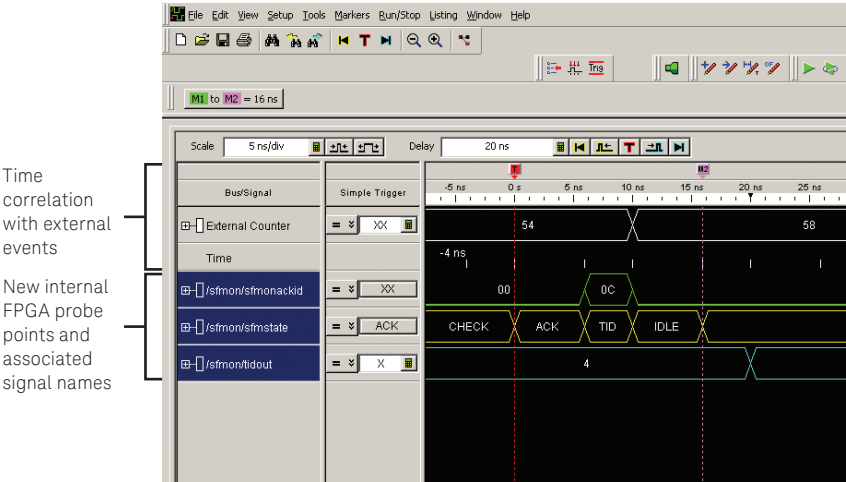 File Edit View Setup Tools Markers Run/Stop Listing Window Help
T
Trig
OF
M1 to M2 = 16 ns
Scale 5 ns/div Delay 20 ns T
T M2
Bus/Signal Simple Trigger -5 ns 0 s 5 ns 10 ns 15 ns 20 ns 25 ns
Time
correlation
with external
events
External Counter = XX 54 58
Time -4 ns
New internal
FPGA probe
points and
associated
signal names
/sfmon/sfmonackid = XX 00 0C
/sfmon/sfmstate = ACK CHECK ACK TID IDLE
/sfmon/tidout = X 4